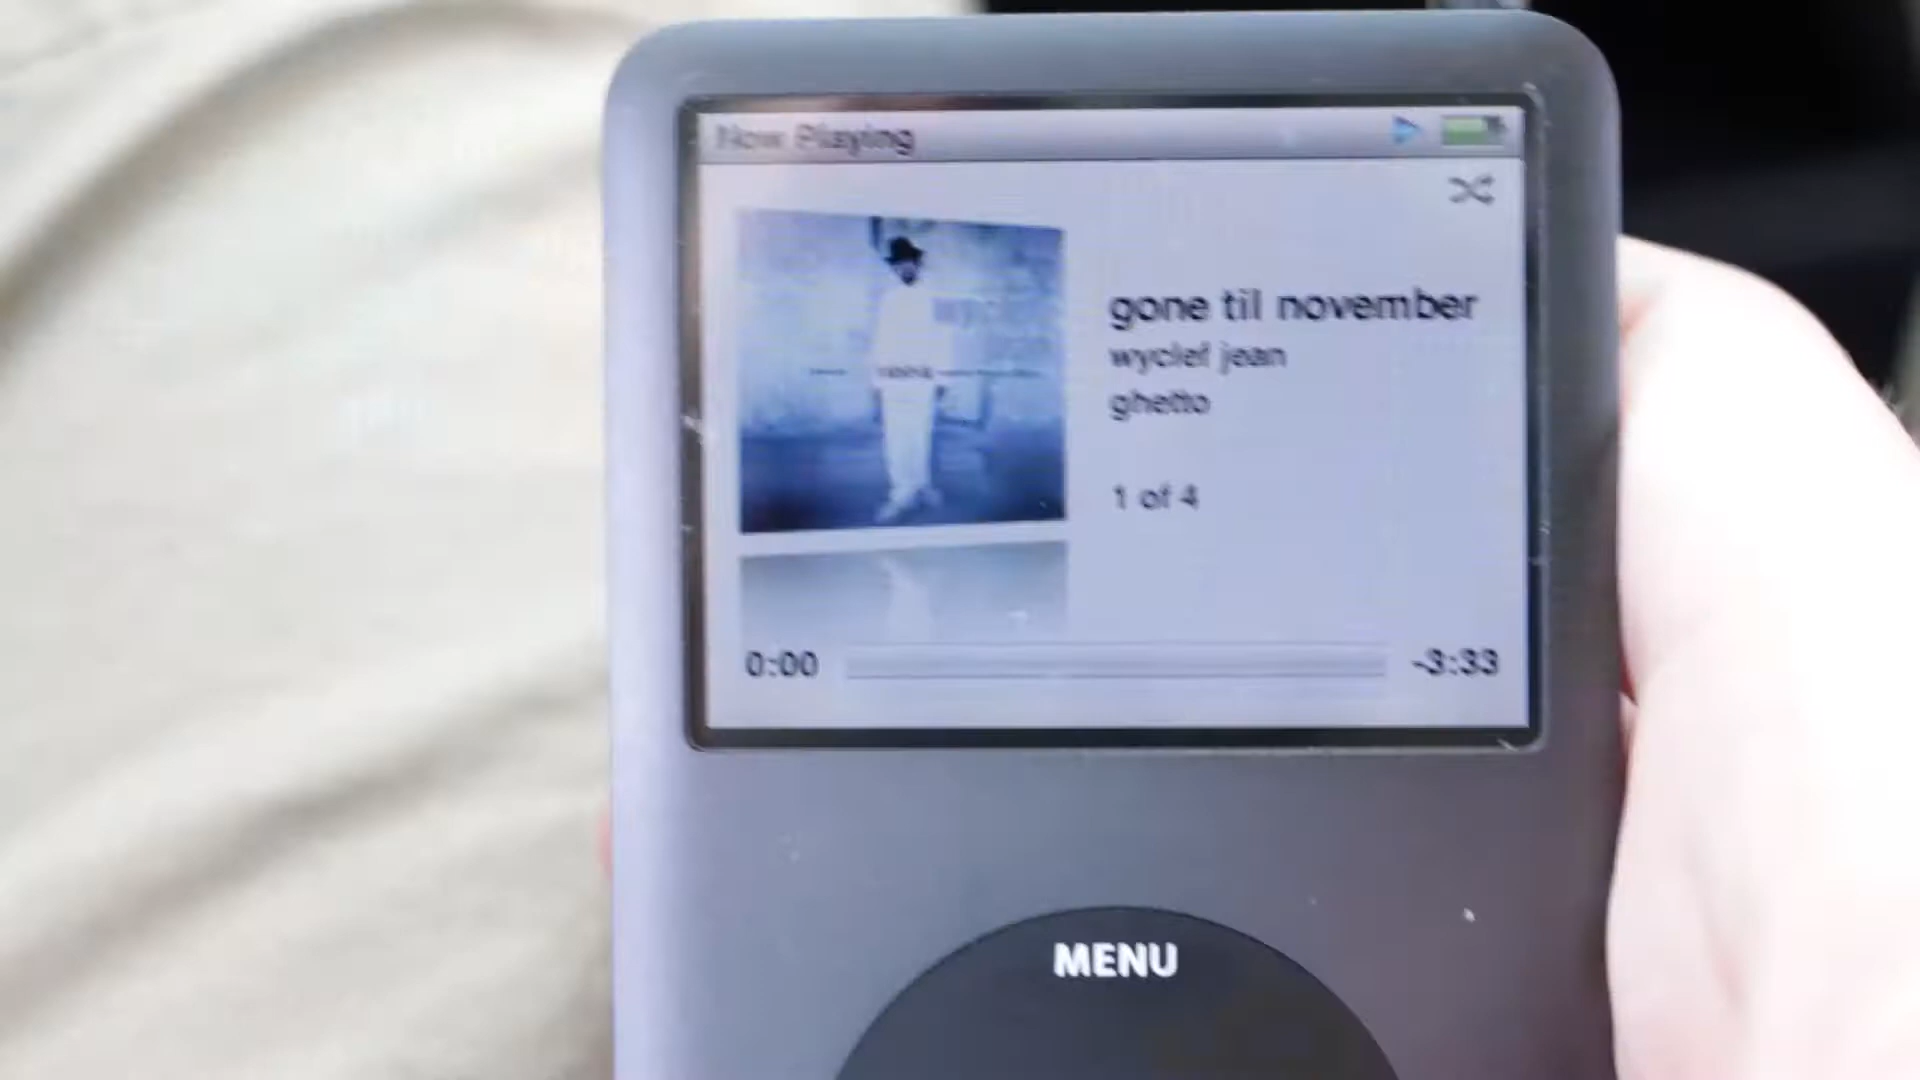 Now Playing
gone til november
wyclef jean
ghetto
1 of 4
0:00
-3:33
MENU